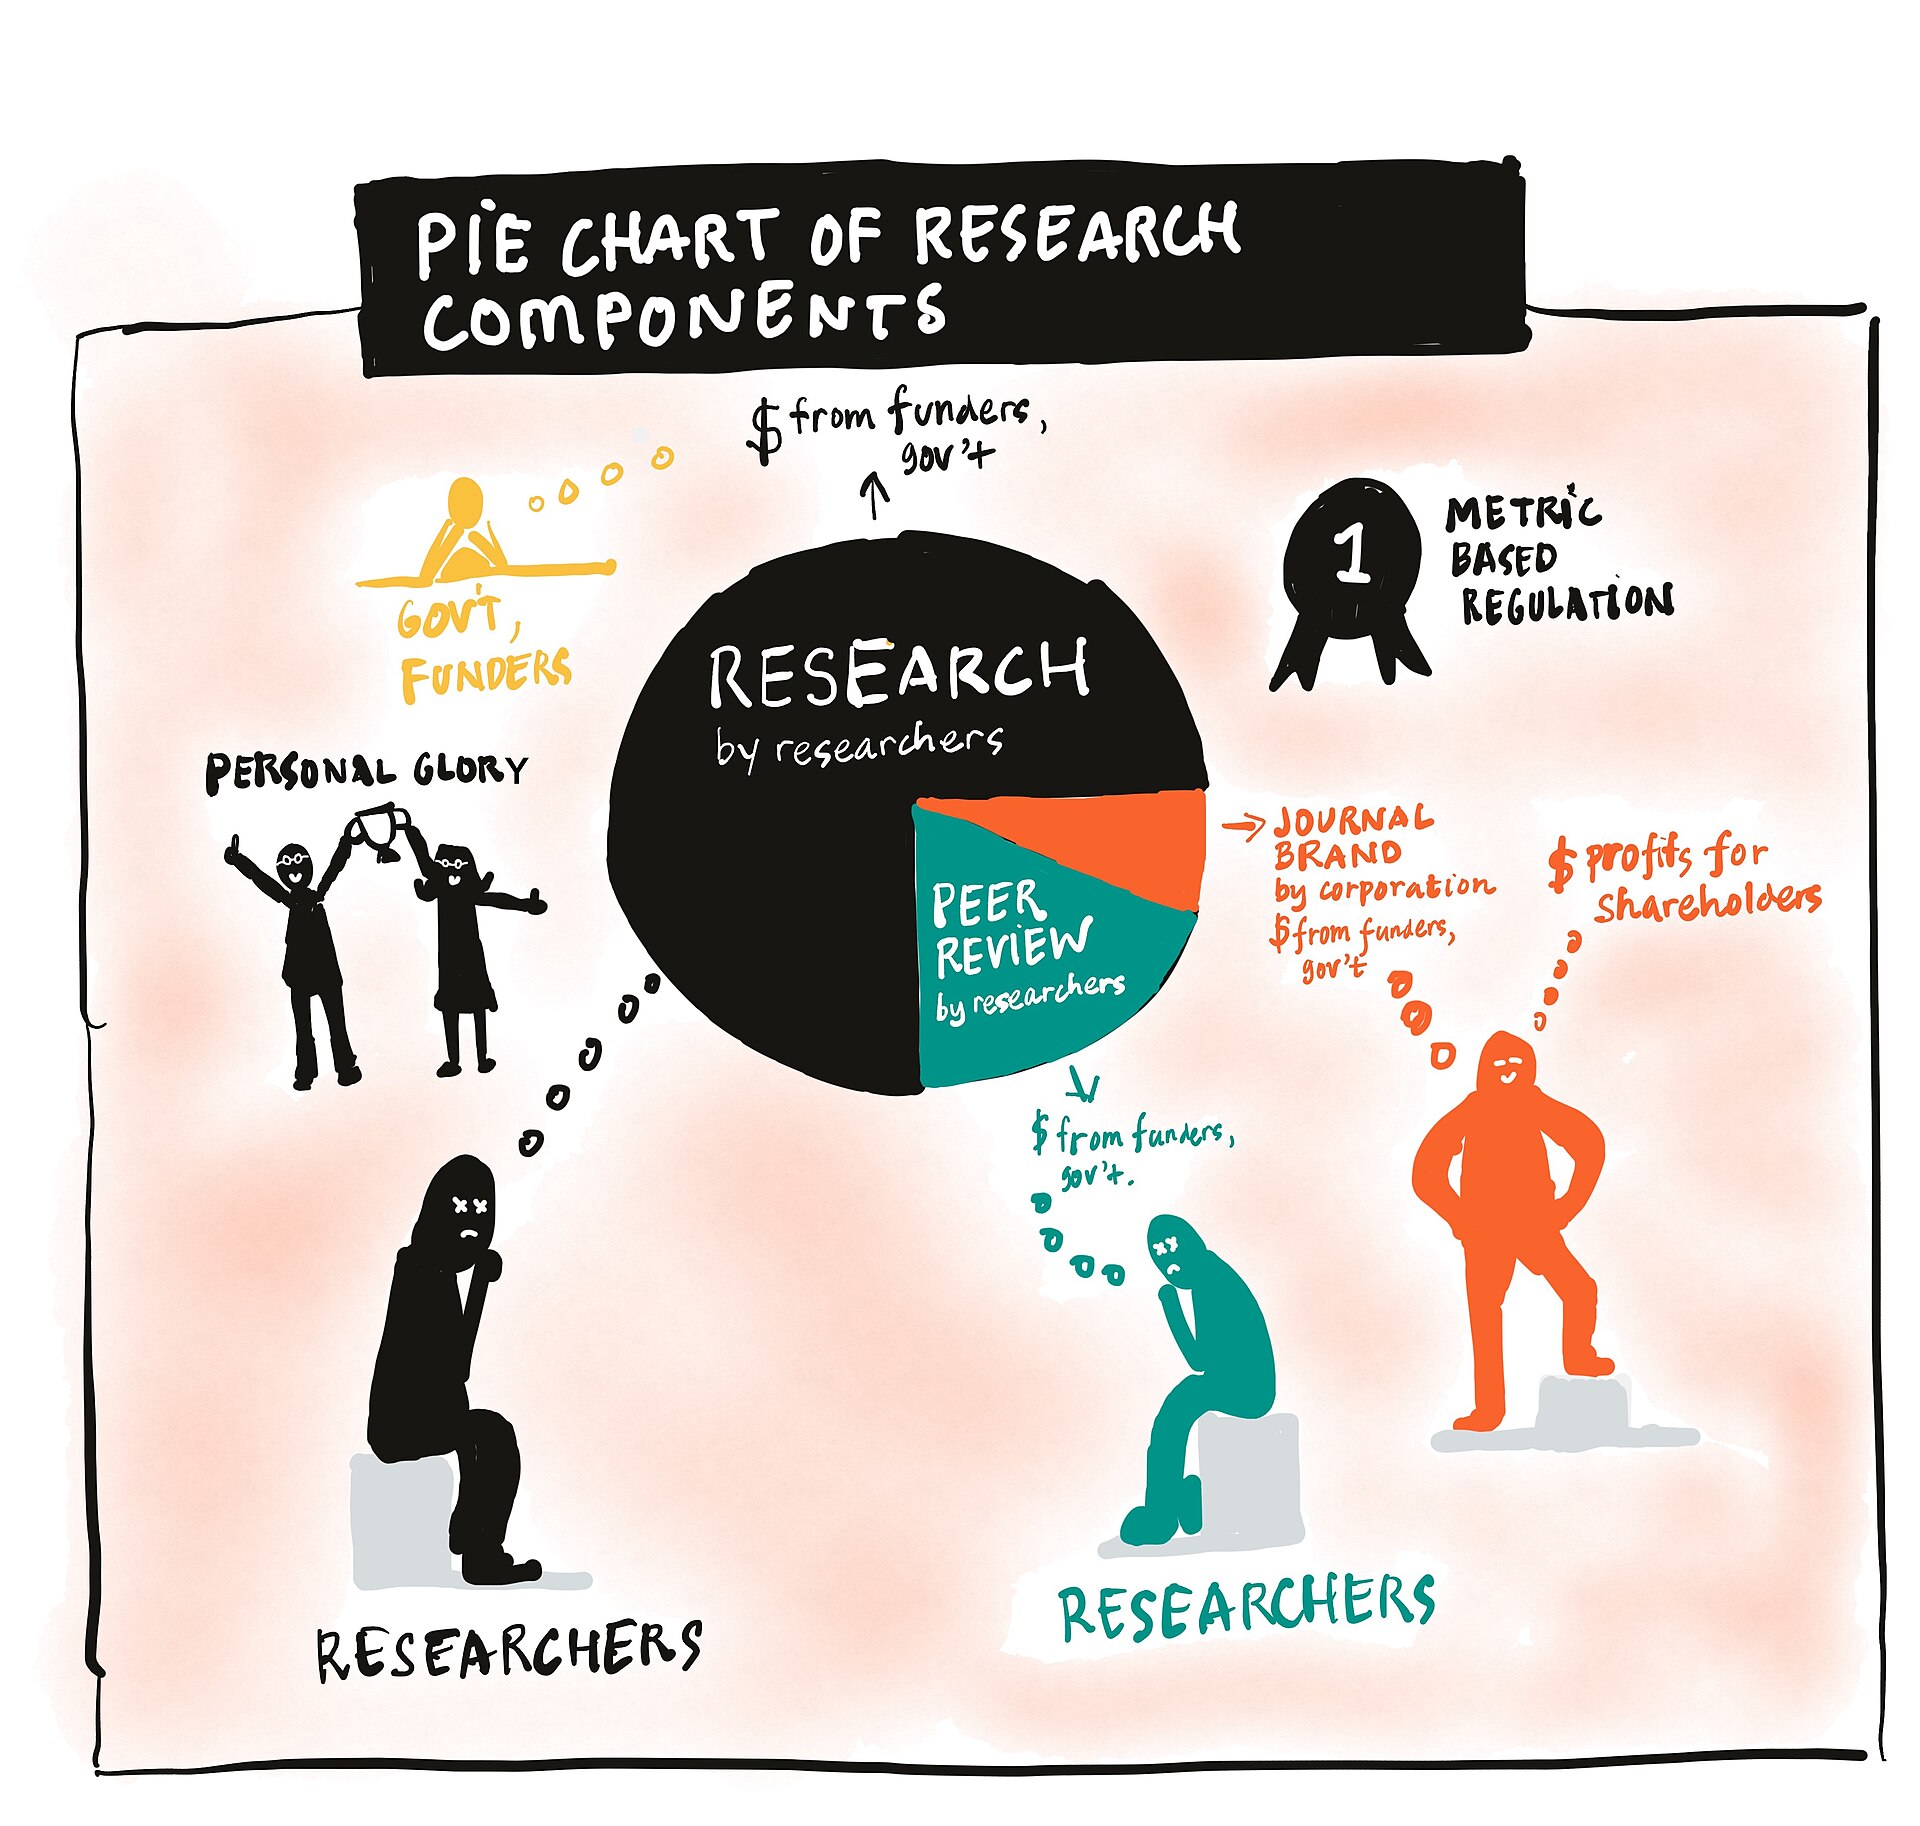 PIE CHART OF RESEARCH
COMPONENTS
$ from funders,
gov't
GOV'T,
FUNDERS
1
METRIC
BASED
REGULATION
RESEARCH
by researchers
PERSONAL GLORY
JOURNAL
BRAND
by corporation
$ from funders,
gov't
$ profits for
shareholders
PEER
REVIEW
by researchers
$ from funders,
gov't.
RESEARCHERS
RESEARCHERS